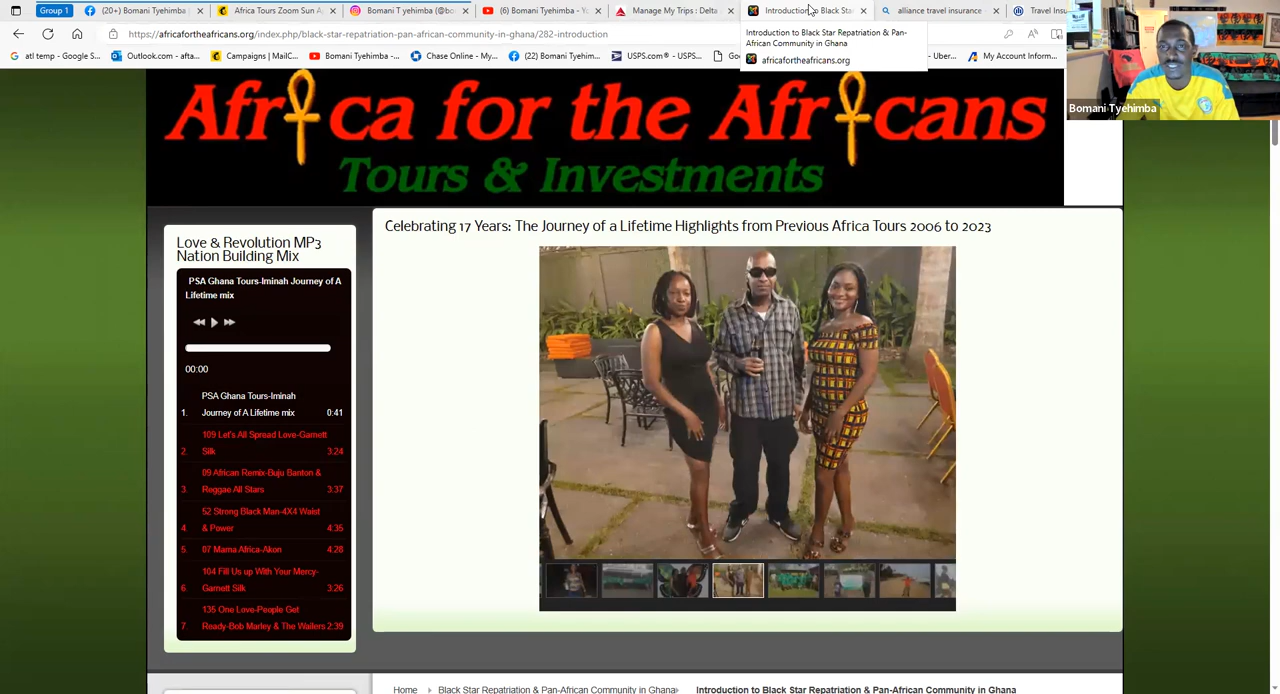 Group 1
(20+) Bomani Tyehimba
Africa Tours Zoom Sun A
Bomani T yehimba (@bo
(6) Bomani Tyehimba - Yo
Manage My Trips : Delta
Introduction to Black Sta
alliance travel insurance
Travel Insu
https://africafortheafricans.org/index.php/black-star-repatriation-pan-african-community-in-ghana/282-introduction
atl temp - Google S...
Outlook.com - afta...
Campaigns | MailC...
Bomani Tyehimba -...
Chase Online - My...
(22) Bomani Tyehim...
USPS.com® - USPS...
Uber...
My Account Inform...
Introduction to Black Star Repatriation & Pan-
African Community in Ghana
africafortheafricans.org
Bomani Tyehimba
Africa for the Africans
Tours & Investments
Love & Revolution MP3
Nation Building Mix
PSA Ghana Tours-Iminah Journey of A
Lifetime mix
00:00
PSA Ghana Tours-Iminah
1. Journey of A Lifetime mix 0:41
109 Let's All Spread Love-Garnett
2. Silk 3:24
09 African Remix-Buju Banton &
3. Reggae All Stars 3:37
52 Strong Black Man-4X4 Waist
4. & Power 4:35
5. 07 Mama Africa-Akon 4:28
104 Fill Us up With Your Mercy-
6. Garnett Silk 3:26
135 One Love-People Get
7. Ready-Bob Marley & The Wailers 2:39
Celebrating 17 Years: The Journey of a Lifetime Highlights from Previous Africa Tours 2006 to 2023
Home
Black Star Repatriation & Pan-African Community in Ghana
Introduction to Black Star Repatriation & Pan-African Community in Ghana